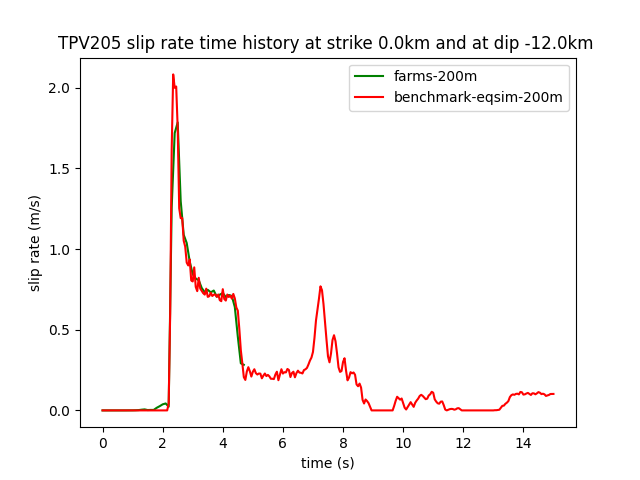 TPV205 slip rate time history at strike 0.0km and at dip -12.0km
farms-200m
benchmark-eqsim-200m
2.0
1.5
1.0
0.5
0.0
slip rate (m/s)
0 2 4 6 8 10 12 14
time (s)